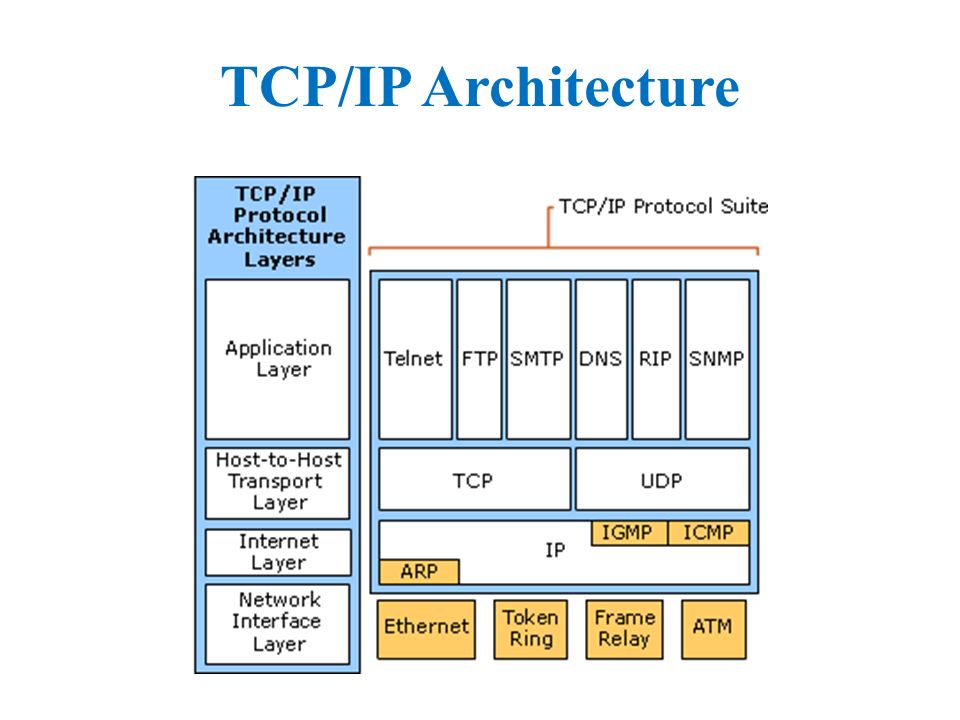 TCP/IP Architecture
TCP/IP
Protocol
Architecture
Layers
TCP/IP Protocol Suite
Application
Layer
Telnet
FTP
SMTP
DNS
RIP
SNMP
Host-to-Host
Transport
Layer
TCP
UDP
Internet
Layer
IP
IGMP
ICMP
ARP
Network
Interface
Layer
Ethernet
Token
Ring
Frame
Relay
ATM